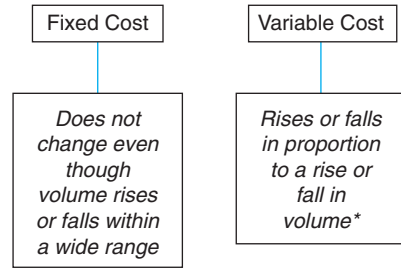 Fixed Cost
Does not
change even
though
volume rises
or falls within
a wide range
Variable Cost
Rises or falls
in proportion
to a rise or
fall in
volume*